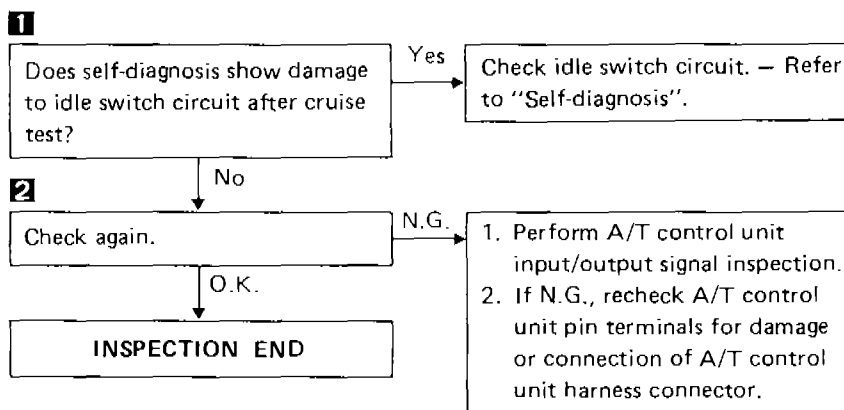 1
Does self-diagnosis show damage
to idle switch circuit after cruise
test?
Yes
Check idle switch circuit. — Refer
to "Self-diagnosis".
No
2
Check again.
N.G.
1. Perform A/T control unit
input/output signal inspection.
2. If N.G., recheck A/T control
unit pin terminals for damage
or connection of A/T control
unit harness connector.
O.K.
INSPECTION END